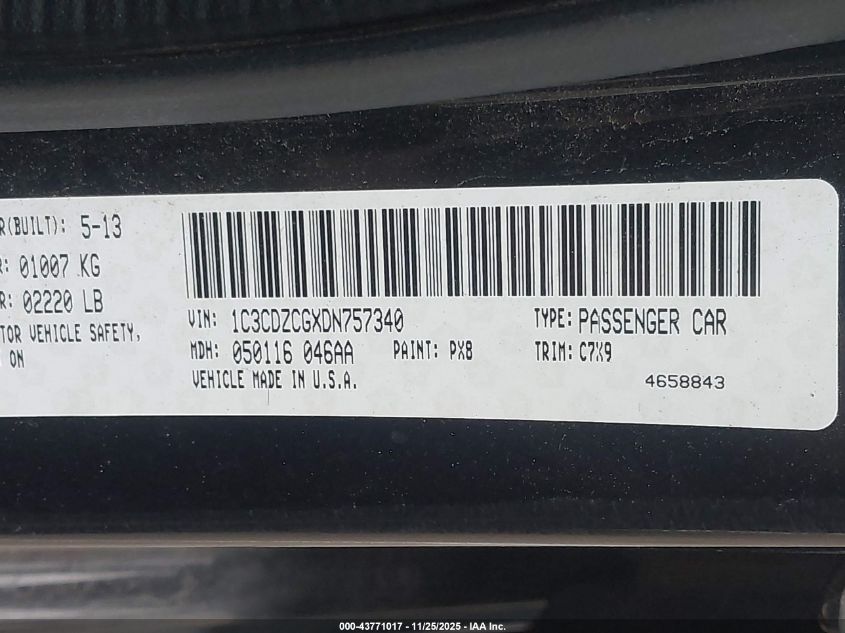 R(BUILT): 5-13
R: 01007 KG
R: 02220 LB
TOR VEHICLE SAFETY,
ON
VIN: 1C3CDZCGXDN757340
TYPE: PASSENGER CAR
MDH: 050116 046AA
PAINT: PX8
TRIM: C7X9
VEHICLE MADE IN U.S.A.
4658843
000-43771017 - 11/25/2025 - IAA Inc.